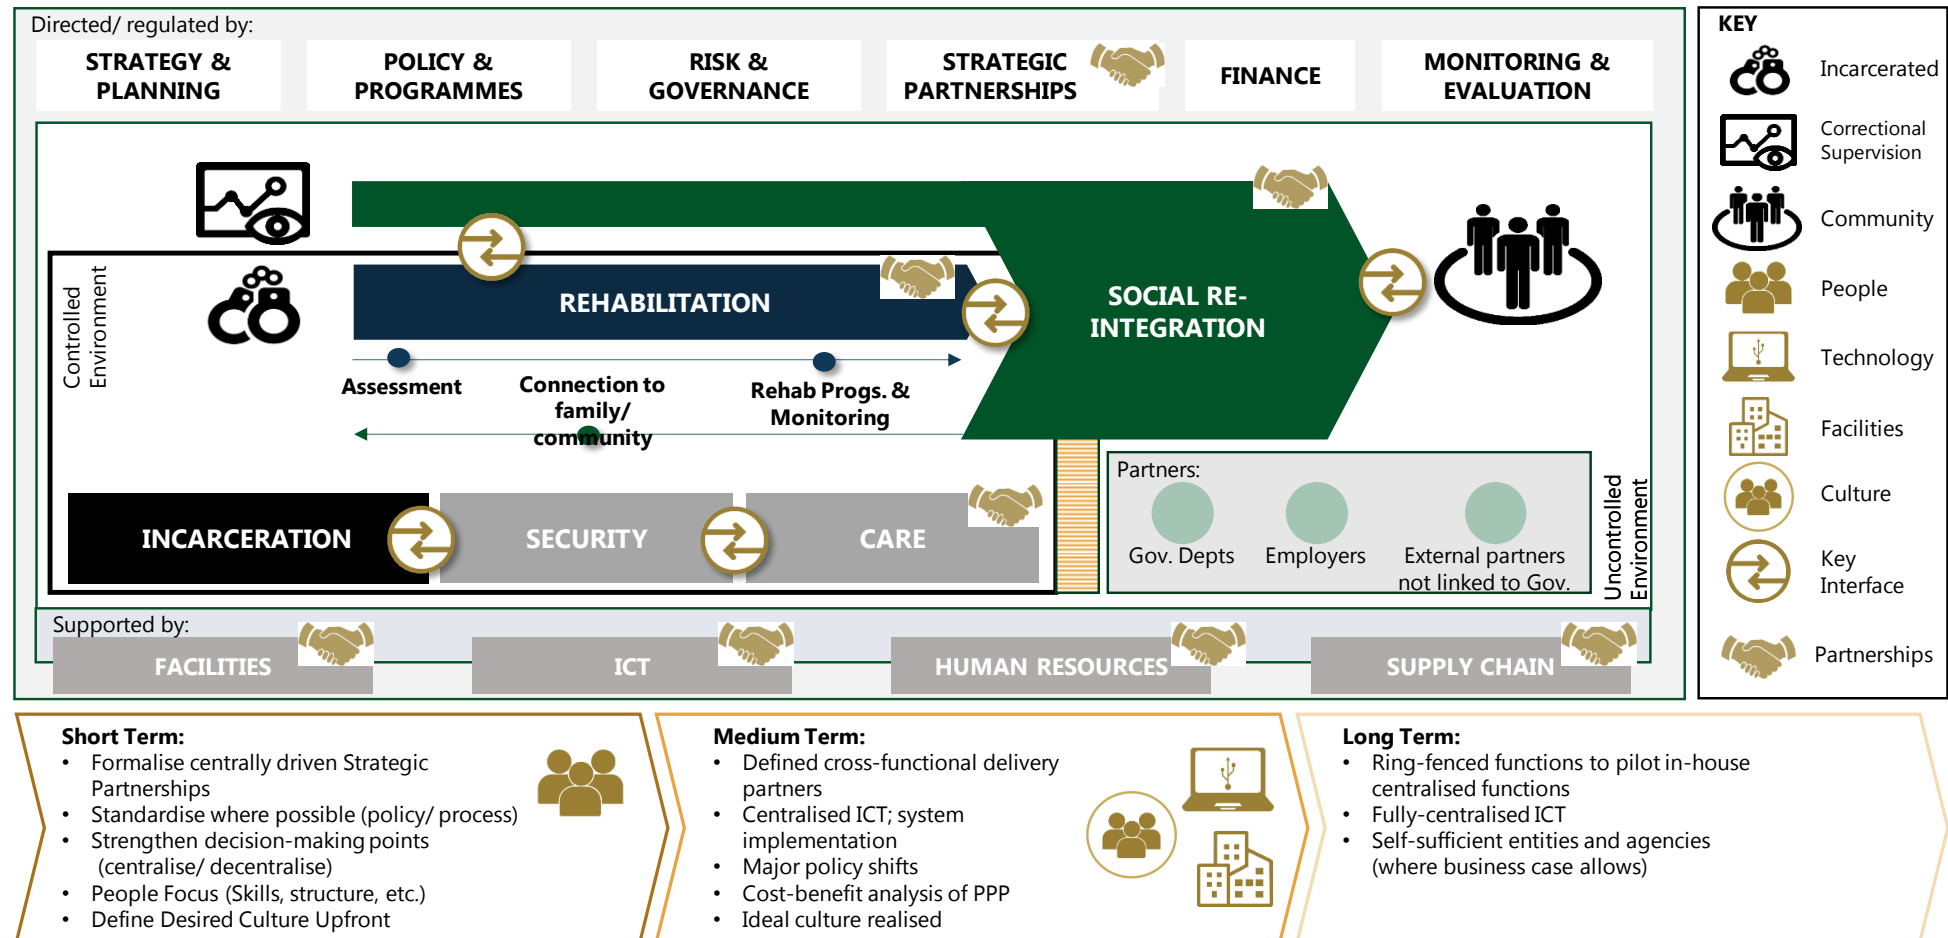 Directed/ regulated by:
STRATEGY &
PLANNING
POLICY &
PROGRAMMES
RISK &
GOVERNANCE
STRATEGIC
PARTNERSHIPS
FINANCE
MONITORING &
EVALUATION
Controlled
Environment
REHABILITATION
SOCIAL RE-
INTEGRATION
Assessment
Connection to
family/
community
Rehab Progs. &
Monitoring
INCARCERATION
SECURITY
CARE
Partners:
Gov. Depts
Employers
External partners
not linked to Gov.
Uncontrolled
Environment
Supported by:
FACILITIES
ICT
HUMAN RESOURCES
SUPPLY CHAIN
KEY
Incarcerated
Correctional
Supervision
Community
People
Technology
Facilities
Culture
Key
Interface
Partnerships
Short Term:
• Formalise centrally driven Strategic
Partnerships
• Standardise where possible (policy/ process)
• Strengthen decision-making points
(centralise/ decentralise)
• People Focus (Skills, structure, etc.)
• Define Desired Culture Upfront
Medium Term:
• Defined cross-functional delivery
partners
• Centralised ICT; system
implementation
• Major policy shifts
• Cost-benefit analysis of PPP
• Ideal culture realised
Long Term:
• Ring-fenced functions to pilot in-house
centralised functions
• Fully-centralised ICT
• Self-sufficient entities and agencies
(where business case allows)